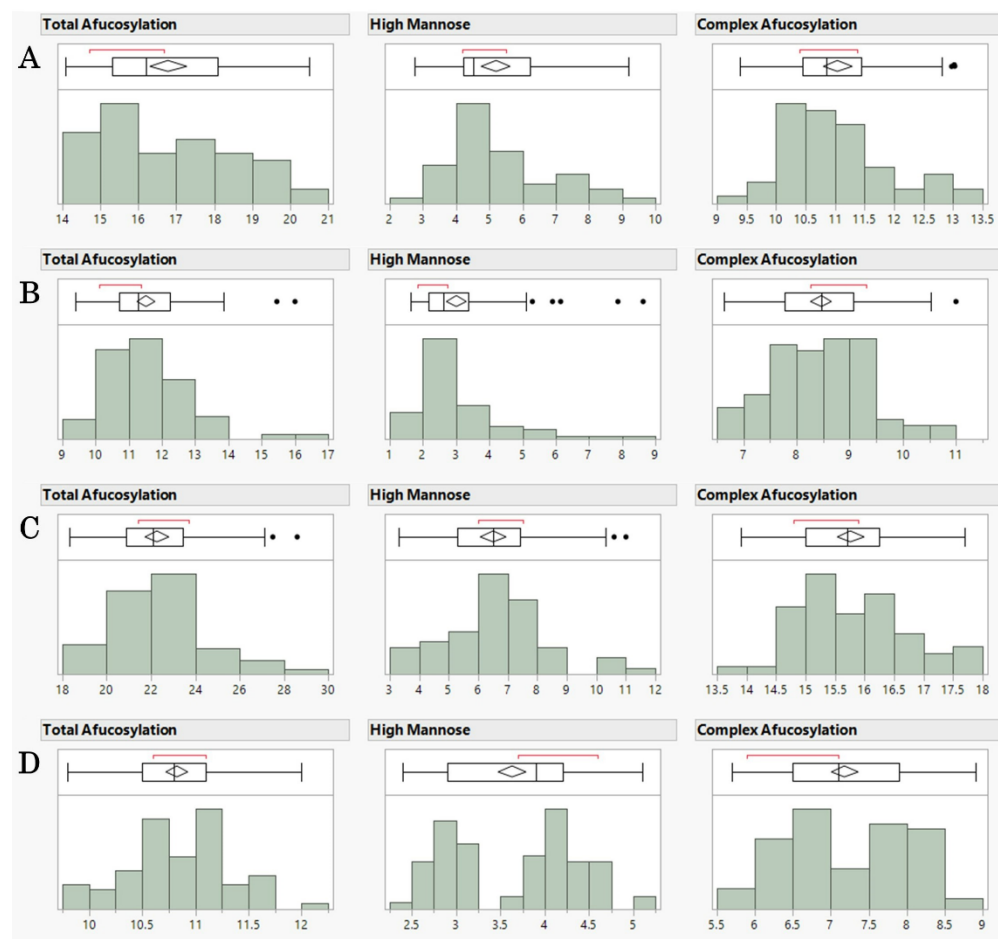 Total Afucosylation High Mannose Complex Afucosylation
A
14 15 16 17 18 19 20 21 2 3 4 5 6 7 8 9 10 9 9.5 10 10.5 11 11.5 12 12.5 13 13.5
Total Afucosylation High Mannose Complex Afucosylation
B
9 10 11 12 13 14 15 16 17 1 2 3 4 5 6 7 8 9 7 8 9 10 11
Total Afucosylation High Mannose Complex Afucosylation
C
18 20 22 24 26 28 30 3 4 5 6 7 8 9 10 11 12 13.5 14 14.5 15 15.5 16 16.5 17 17.5 18
Total Afucosylation High Mannose Complex Afucosylation
D
10 10.5 11 11.5 12 2.5 3 3.5 4 4.5 5 5.5 6 6.5 7 7.5 8 8.5 9